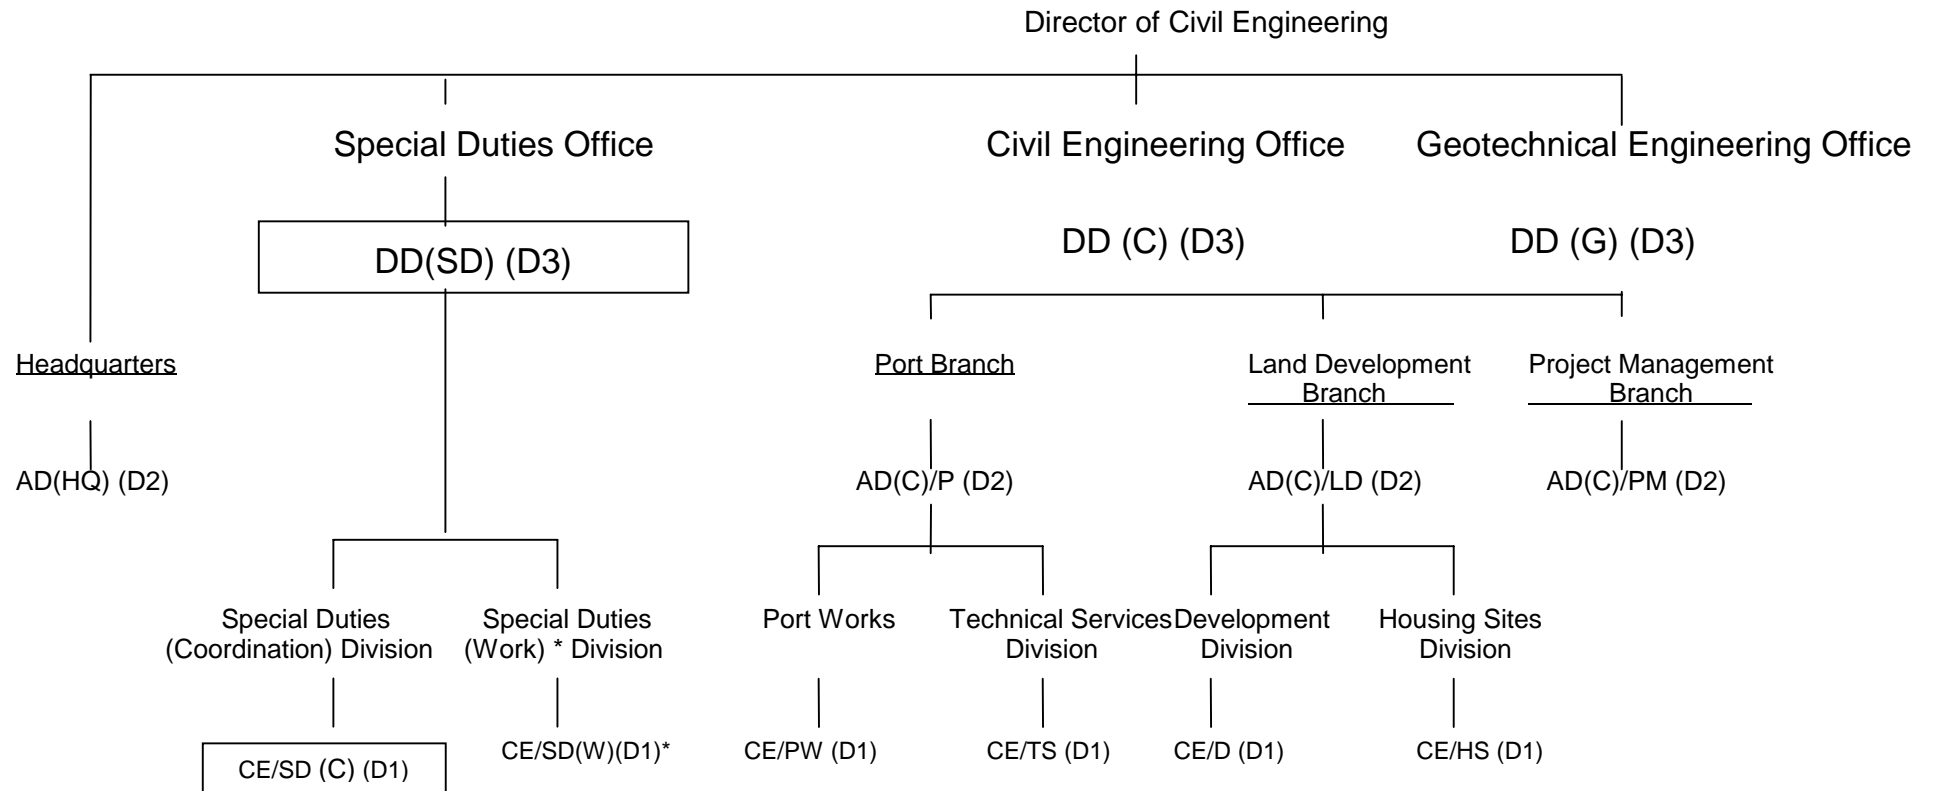 Director of Civil Engineering
Special Duties Office
Civil Engineering Office
Geotechnical Engineering Office
DD(SD) (D3)
DD (C) (D3)
DD (G) (D3)
Headquarters
Port Branch
Land Development
Branch
Project Management
Branch
AD(HQ) (D2)
AD(C)/P (D2)
AD(C)/LD (D2)
AD(C)/PM (D2)
Special Duties
(Coordination) Division
Special Duties
(Work) * Division
Port Works
Technical Services
Division
Development
Division
Housing Sites
Division
CE/SD (C) (D1)
CE/SD(W)(D1)*
CE/PW (D1)
CE/TS (D1)
CE/D (D1)
CE/HS (D1)